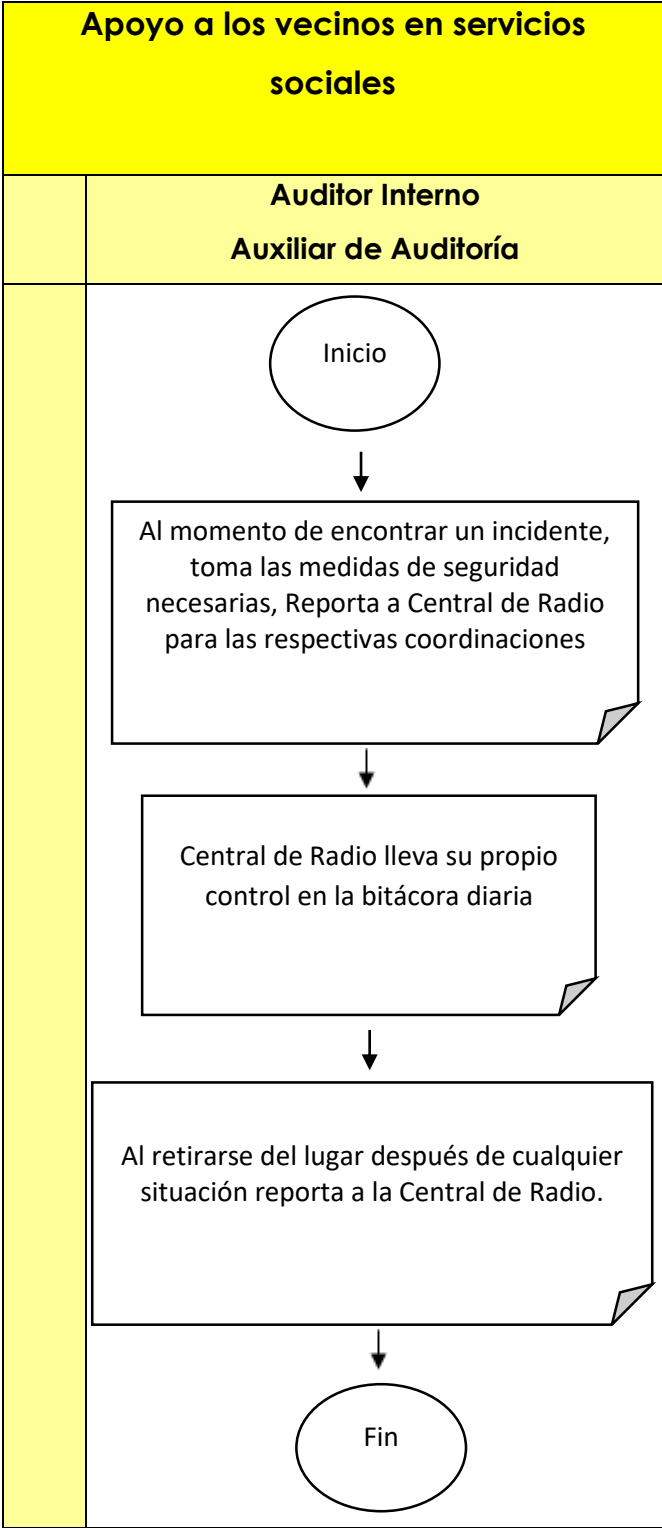 Apoyo a los vecinos en servicios
sociales
Auditor Interno
Auxiliar de Auditoría
Inicio
Al momento de encontrar un incidente,
toma las medidas de seguridad
necesarias, Reporta a Central de Radio
para las respectivas coordinaciones
Central de Radio lleva su propio
control en la bitácora diaria
Al retirarse del lugar después de cualquier
situación reporta a la Central de Radio.
Fin